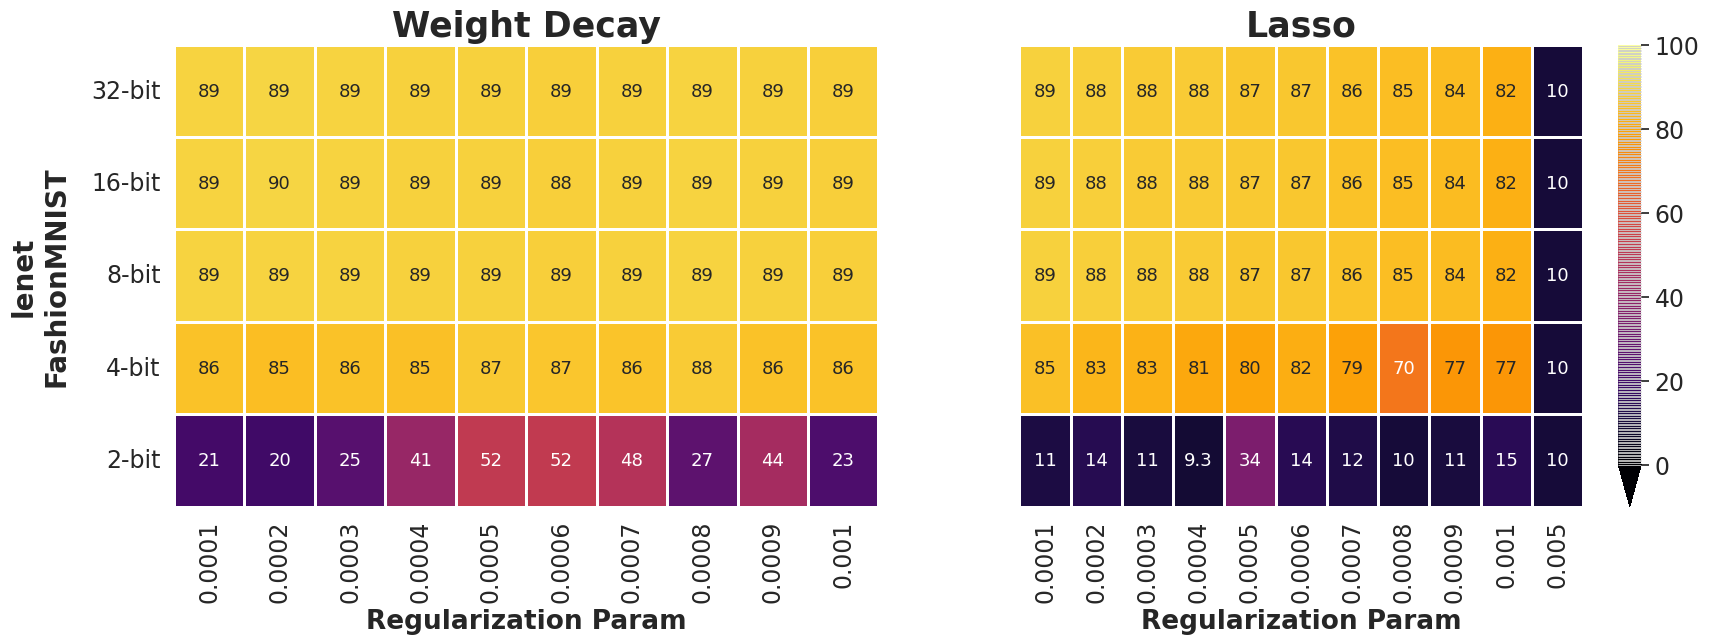 Weight Decay
Lasso
lenet
FashionMNIST
32-bit 89 89 89 89 89 89 89 89 89 89
16-bit 89 90 89 89 89 88 89 89 89 89
8-bit 89 89 89 89 89 89 89 89 89 89
4-bit 86 85 86 85 87 87 86 88 86 86
2-bit 21 20 25 41 52 52 48 27 44 23
0.0001 0.0002 0.0003 0.0004 0.0005 0.0006 0.0007 0.0008 0.0009 0.001
Regularization Param
89 88 88 88 87 87 86 85 84 82 10
89 88 88 88 87 87 86 85 84 82 10
89 88 88 88 87 87 86 85 84 82 10
85 83 83 81 80 82 79 70 77 77 10
11 14 11 9.3 34 14 12 10 11 15 10
0.0001 0.0002 0.0003 0.0004 0.0005 0.0006 0.0007 0.0008 0.0009 0.001 0.005
Regularization Param
100
80
60
40
20
0